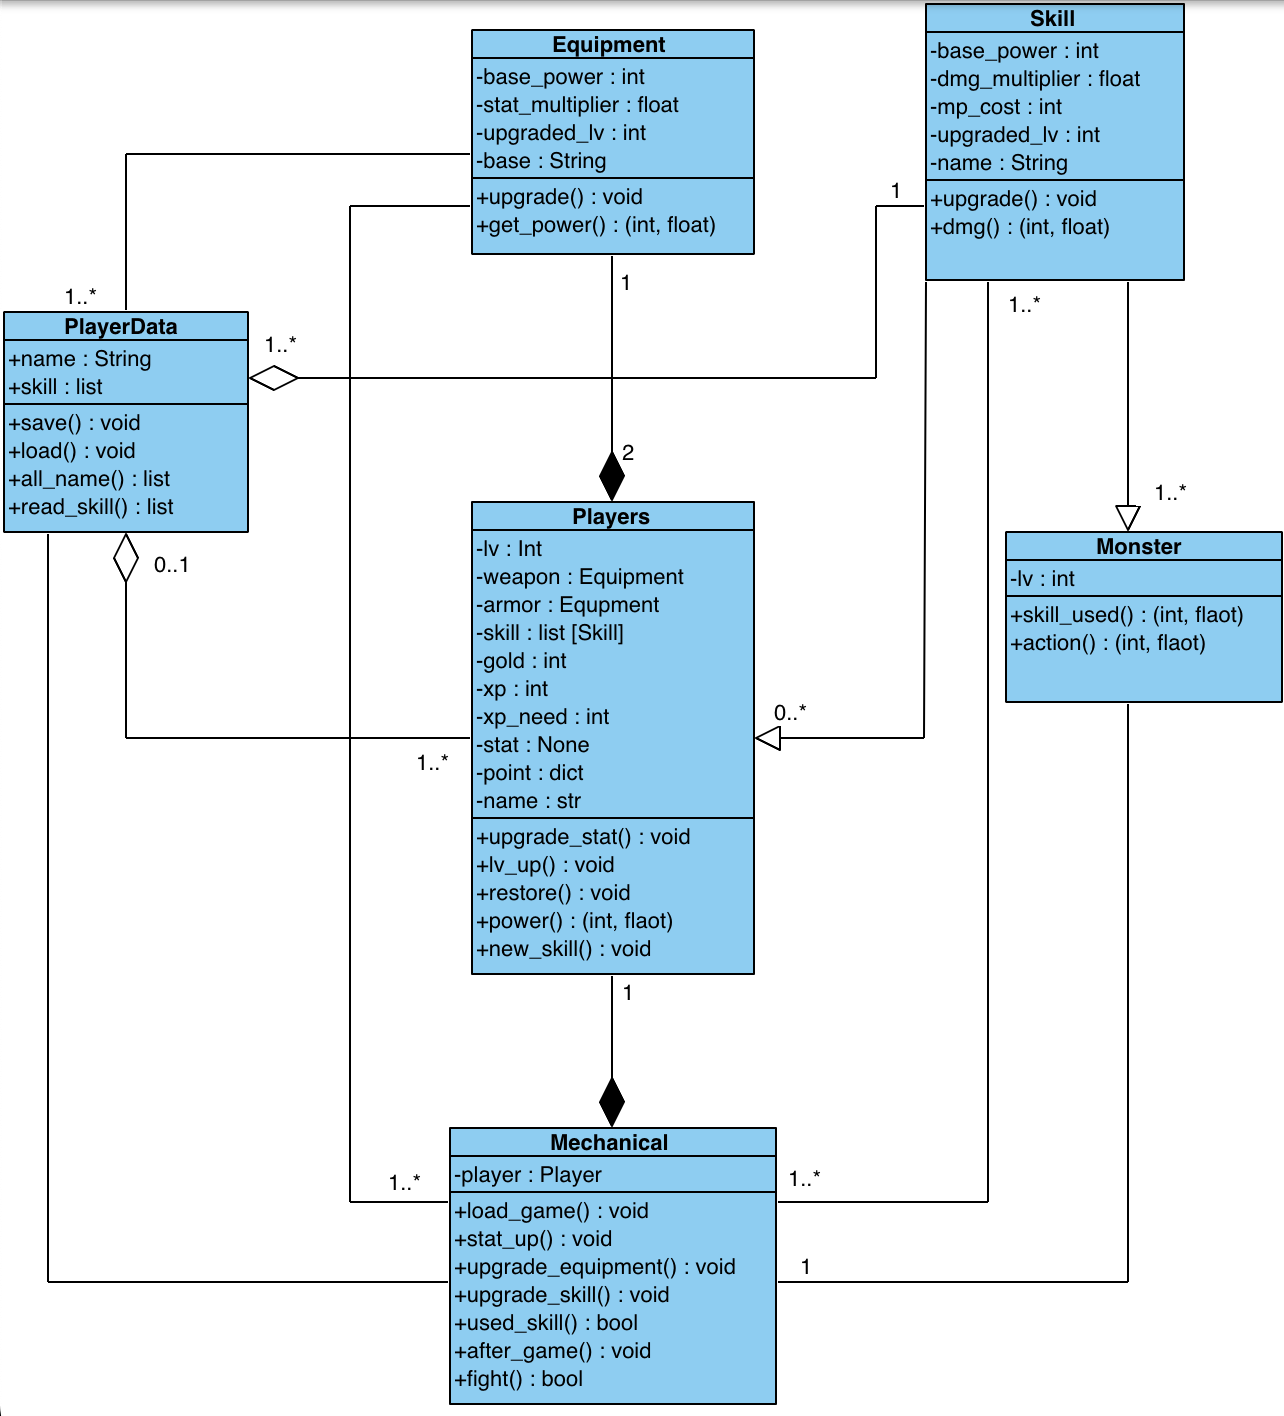 Equipment
-base_power : int
-stat_multiplier : float
-upgraded_lv : int
-base : String
+upgrade() : void
+get_power() : (int, float)
Skill
-base_power : int
-dmg_multiplier : float
-mp_cost : int
-upgraded_lv : int
-name : String
+upgrade() : void
+dmg() : (int, float)
1
1
1..*
1..*
1..*
PlayerData
+name : String
+skill : list
+save() : void
+load() : void
+all_name() : list
+read_skill() : list
0..1
2
Players
-lv : Int
-weapon : Equipment
-armor : Equpment
-skill : list [Skill]
-gold : int
-xp : int
-xp_need : int
-stat : None
-point : dict
-name : str
+upgrade_stat() : void
+lv_up() : void
+restore() : void
+power() : (int, flaot)
+new_skill() : void
1..*
0..*
1..*
Monster
-lv : int
+skill_used() : (int, flaot)
+action() : (int, flaot)
1
1..*
1..*
1
Mechanical
-player : Player
+load_game() : void
+stat_up() : void
+upgrade_equipment() : void
+upgrade_skill() : void
+used_skill() : bool
+after_game() : void
+fight() : bool